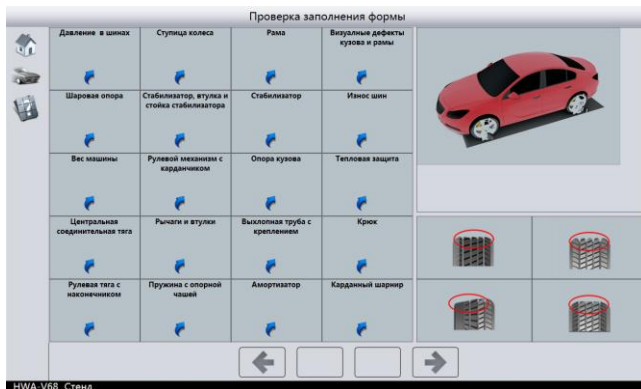 Проверка заполнения формы
Давление в шинах
Ступица колеса
Рама
Визуальные дефекты
кузова и рамы
Шаровая опора
Стабилизатор, втулка и
стойка стабилизатора
Стабилизатор
Износ шин
Вес машины
Рулевой механизм с
карданчиком
Опора кузова
Тепловая защита
Центральная
соединительная тяга
Рычаги и втулки
Выхлопная труба с
креплением
Крюк
Рулевая тяга с
наконечником
Пружина с опорной
чашей
Амортизатор
Карданный шарнир
HWA-V68 Стенд